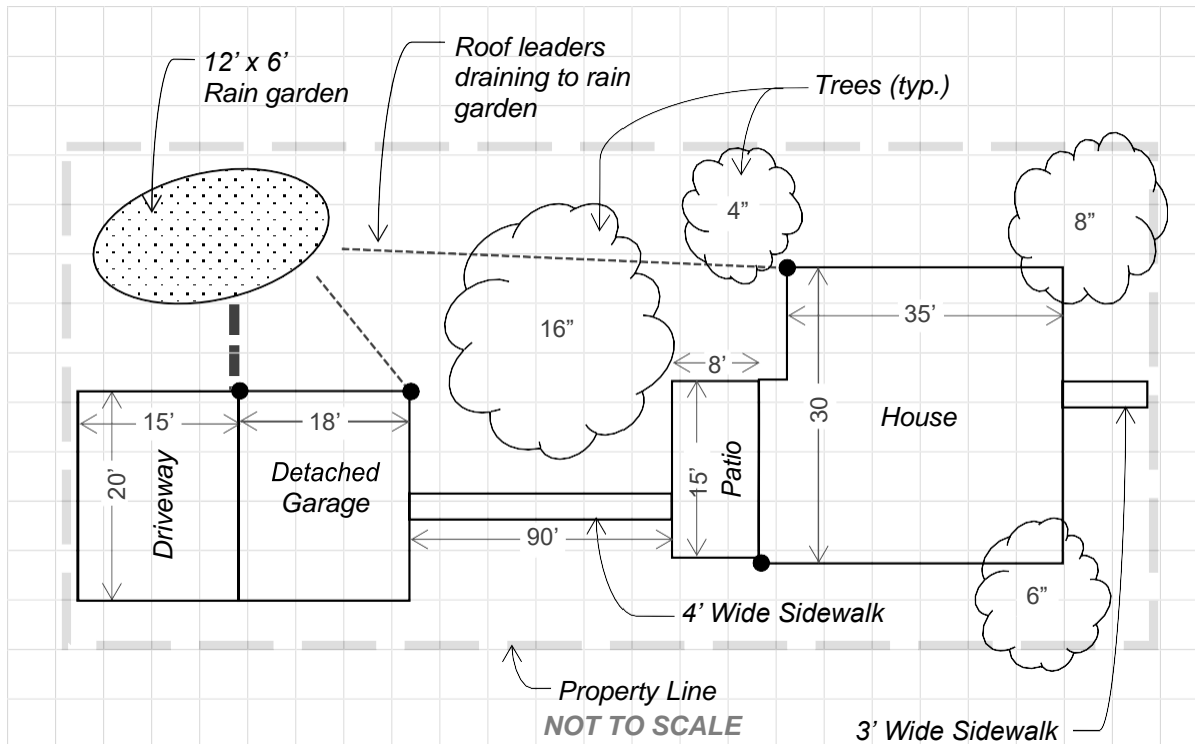 12’ x 6’
Rain garden
Roof leaders
draining to rain
garden
Trees (typ.)
4”
8”
16”
35’
8’
30
House
15’
18’
20’
Driveway
Detached
Garage
15’
Patio
90’
4’ Wide Sidewalk
6”
Property Line
NOT TO SCALE
3’ Wide Sidewalk